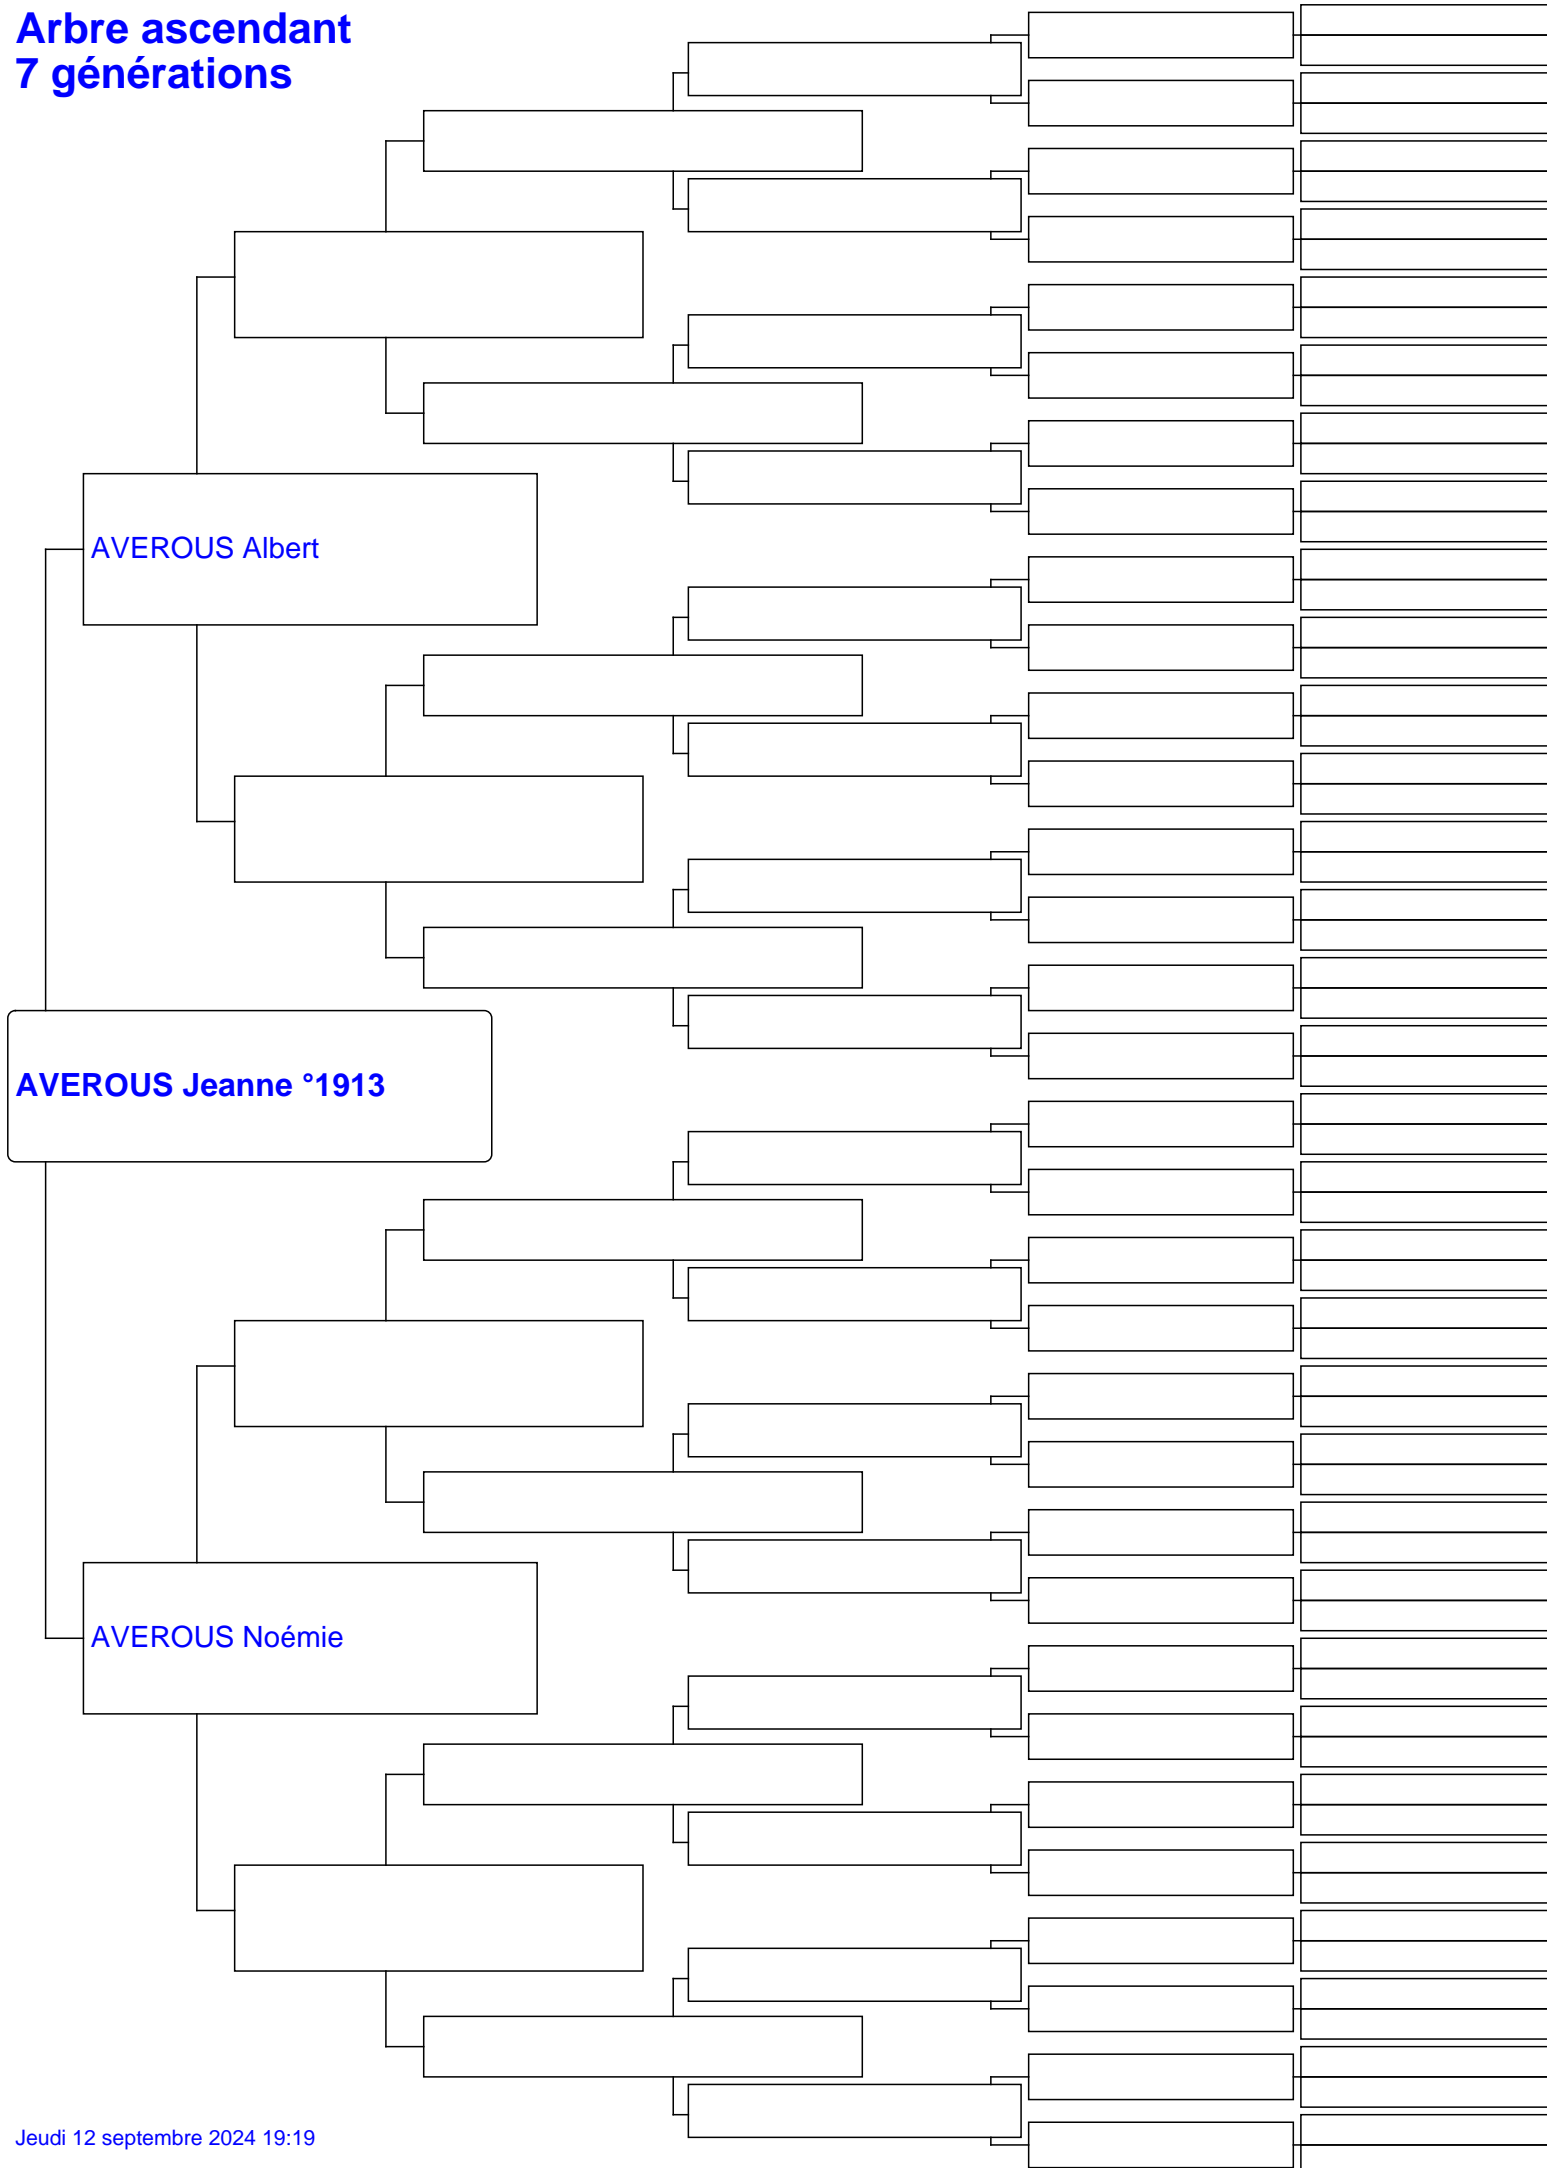 Arbre ascendant
7 générations
AVEROUS Albert
AVEROUS Jeanne °1913
AVEROUS Noémie
Jeudi 12 septembre 2024 19:19